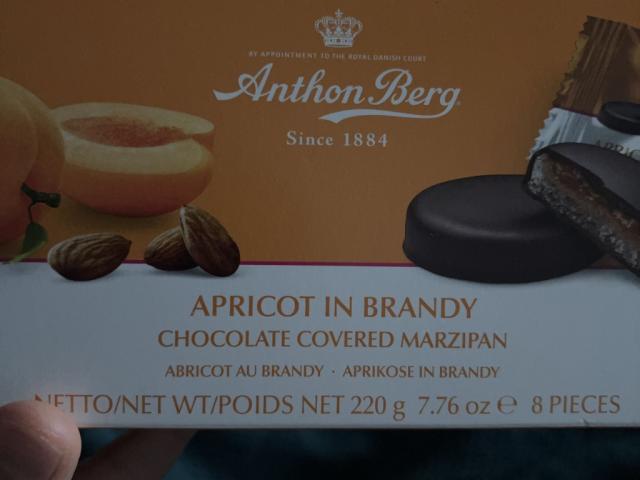 BY APPOINTMENT TO THE ROYAL DANISH COURT
Anthon Berg
Since 1884
APRICOT IN BRANDY
CHOCOLATE COVERED MARZIPAN
ABRICOT AU BRANDY · APRIKOSE IN BRANDY
NETTO/NET WT/POIDS NET 220 g 7.76 oz ℮ 8 PIECES